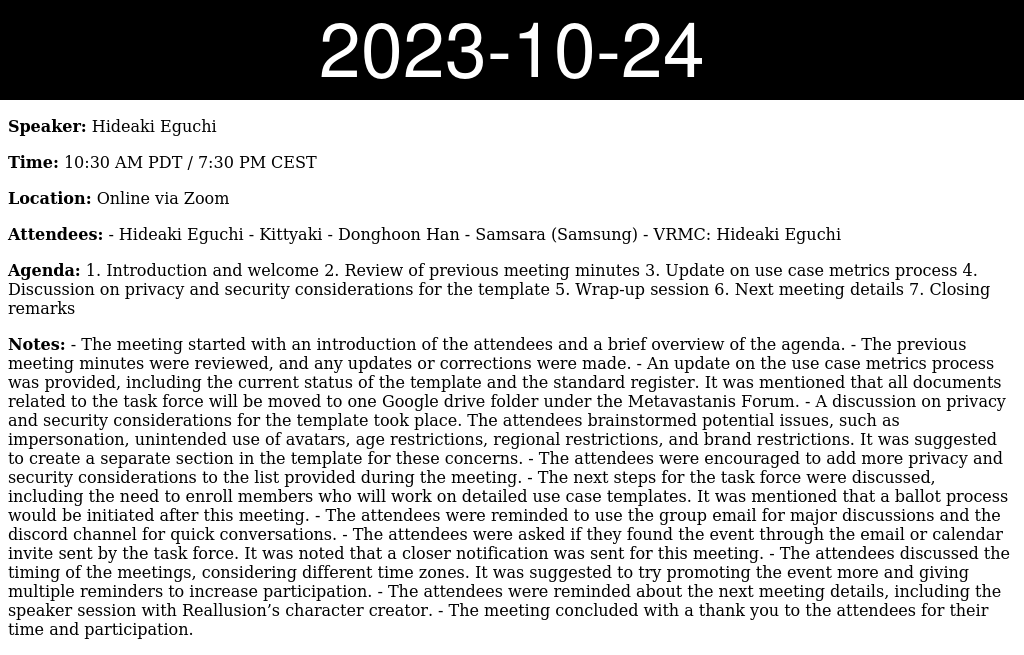 2023-10-24
Speaker: Hideaki Eguchi
Time: 10:30 AM PDT / 7:30 PM CEST
Location: Online via Zoom
Attendees: - Hideaki Eguchi - Kittyaki - Donghoon Han - Samsara (Samsung) - VRMC: Hideaki Eguchi
Agenda: 1. Introduction and welcome 2. Review of previous meeting minutes 3. Update on use case metrics process 4.
Discussion on privacy and security considerations for the template 5. Wrap-up session 6. Next meeting details 7. Closing
remarks
Notes: - The meeting started with an introduction of the attendees and a brief overview of the agenda. - The previous
meeting minutes were reviewed, and any updates or corrections were made. - An update on the use case metrics process
was provided, including the current status of the template and the standard register. It was mentioned that all documents
related to the task force will be moved to one Google drive folder under the Metavastanis Forum. - A discussion on privacy
and security considerations for the template took place. The attendees brainstormed potential issues, such as
impersonation, unintended use of avatars, age restrictions, regional restrictions, and brand restrictions. It was suggested
to create a separate section in the template for these concerns. - The attendees were encouraged to add more privacy and
security considerations to the list provided during the meeting. - The next steps for the task force were discussed,
including the need to enroll members who will work on detailed use case templates. It was mentioned that a ballot process
would be initiated after this meeting. - The attendees were reminded to use the group email for major discussions and the
discord channel for quick conversations. - The attendees were asked if they found the event through the email or calendar
invite sent by the task force. It was noted that a closer notification was sent for this meeting. - The attendees discussed the
timing of the meetings, considering different time zones. It was suggested to try promoting the event more and giving
multiple reminders to increase participation. - The attendees were reminded about the next meeting details, including the
speaker session with Reallusion’s character creator. - The meeting concluded with a thank you to the attendees for their
time and participation.